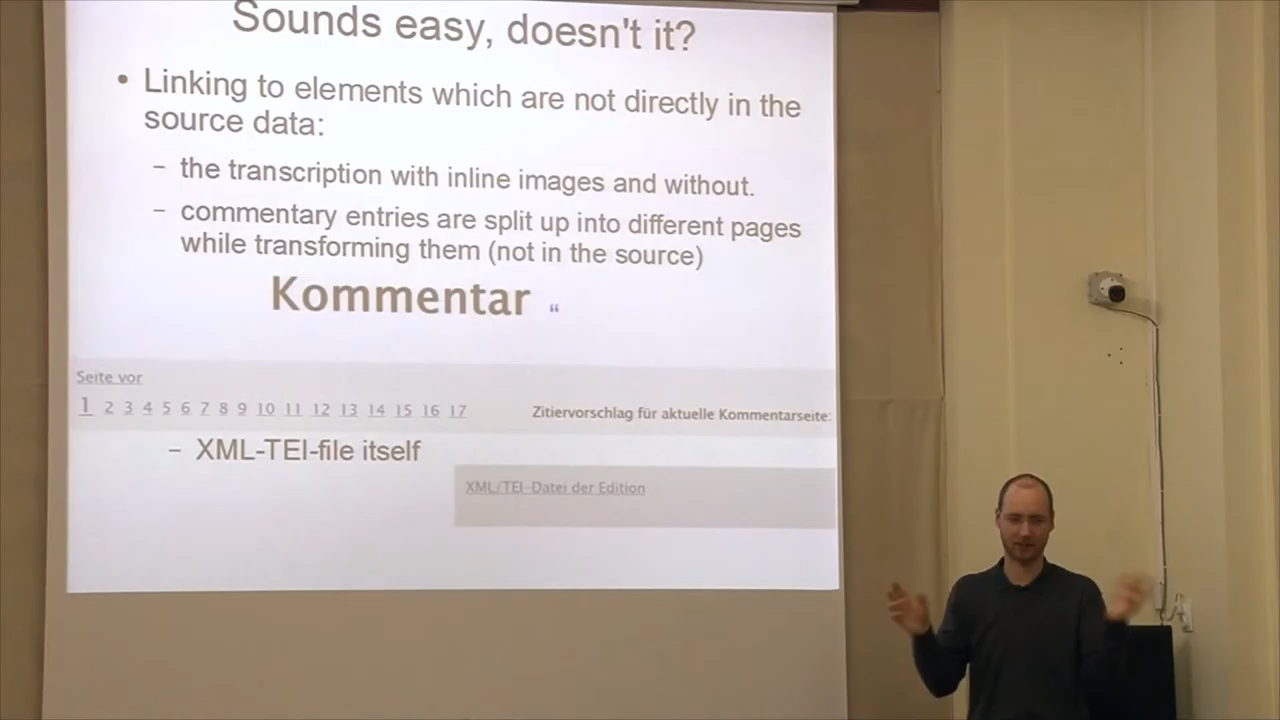 Sounds easy, doesn't it?
• Linking to elements which are not directly in the
source data:
– the transcription with inline images and without.
– commentary entries are split up into different pages
while transforming them (not in the source)
Kommentar “
Seite vor
1 2 3 4 5 6 7 8 9 10 11 12 13 14 15 16 17
Zitiervorschlag für aktuelle Kommentarseite:
– XML-TEI-file itself
XML/TEI-Datei der Edition